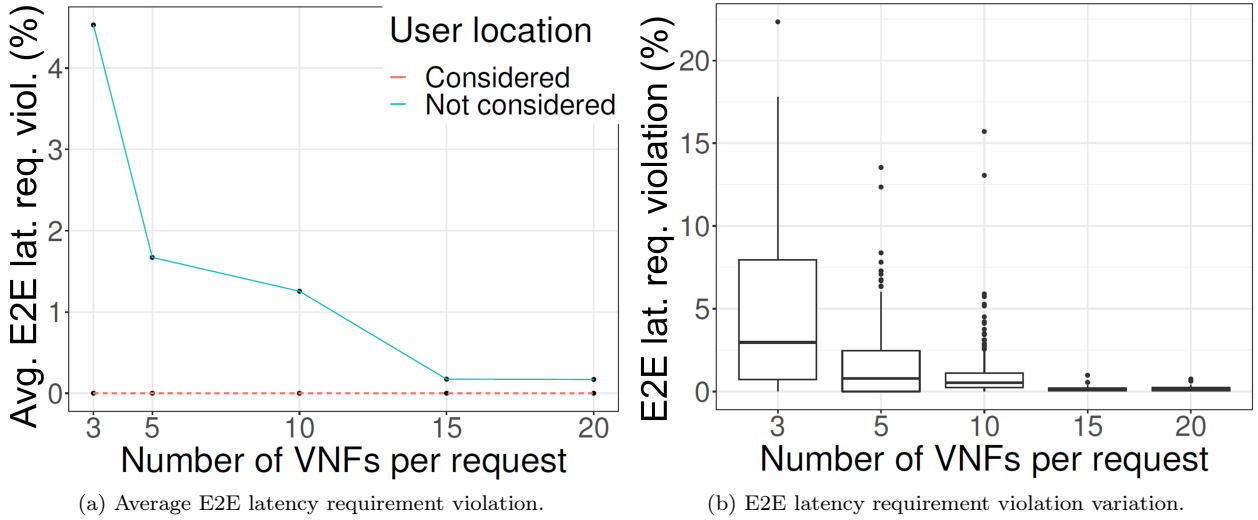 Avg. E2E lat. req. viol. (%)
4
3
2
1
0
3 5 10 15 20
Number of VNFs per request
User location
Considered
Not considered
(a) Average E2E latency requirement violation.
E2E lat. req. violation (%)
20
15
10
5
0
3 5 10 15 20
Number of VNFs per request
(b) E2E latency requirement violation variation.